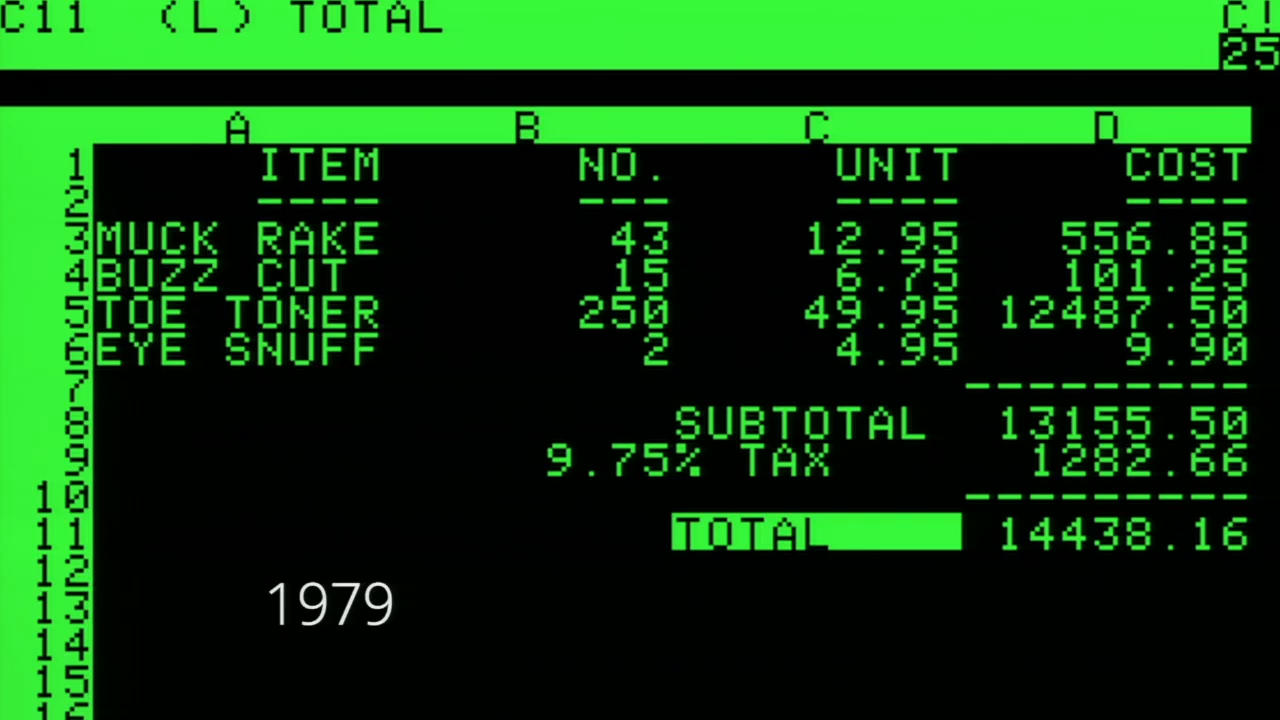 C11 (L) TOTAL C!
25
A B C D
1 ITEM NO. UNIT COST
2 ---- --- ---- ----
3 MUCK RAKE 43 12.95 556.85
4 BUZZ CUT 15 6.75 101.25
5 TOE TONER 250 49.95 12487.50
6 EYE SNUFF 2 4.95 9.90
7 ---------
8 SUBTOTAL 13155.50
9 9.75% TAX 1282.66
10 ---------
11 TOTAL 14438.16
12
13 1979
14
15
16